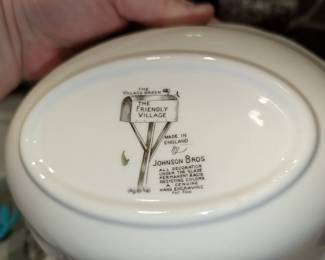 THE
VILLAGE GREEN
THE
FRIENDLY
VILLAGE
MADE IN
ENGLAND
By
JOHNSON BROS
ALL DECORATION
UNDER THE GLAZE
PERMANENT & ACID
RESISTING COLORS
A GENUINE
HAND ENGRAVING